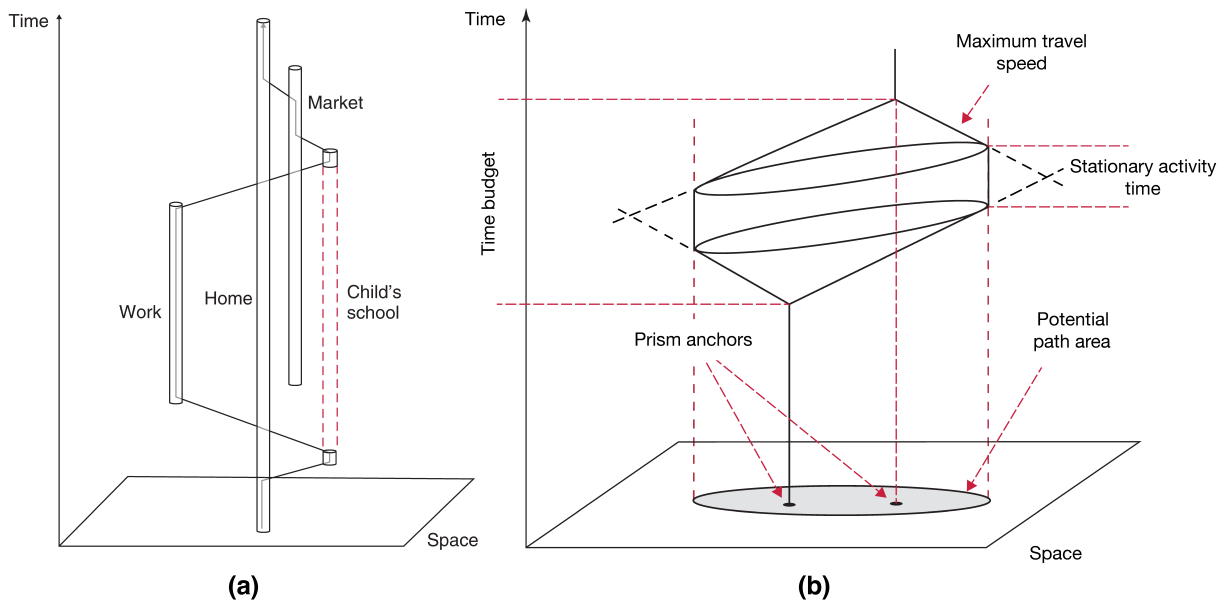 Time
Market
Work
Home
Child’s
school
Space
(a)
Time
Maximum travel
speed
Stationary activity
time
Time budget
Prism anchors
Potential
path area
Space
(b)